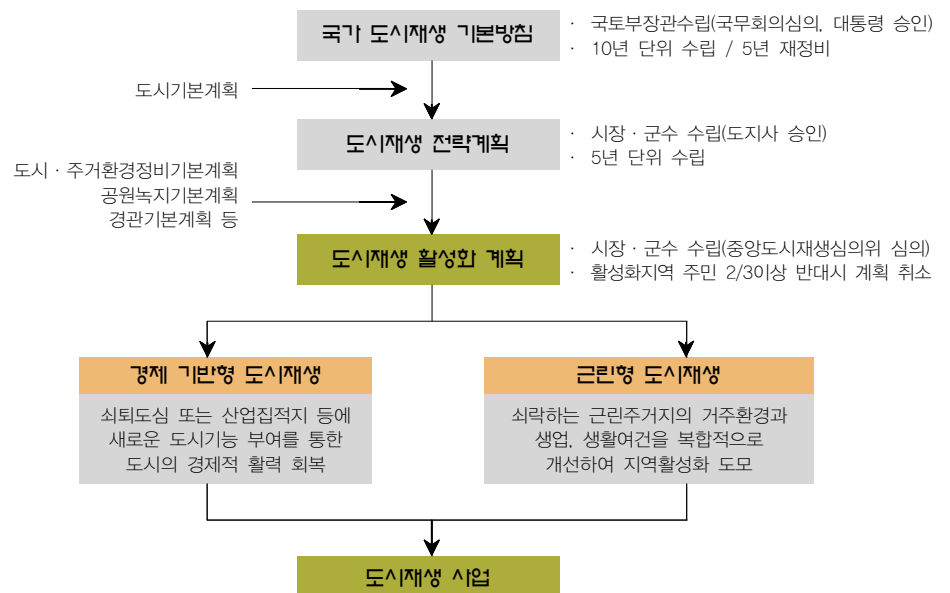 국가 도시재생 기본방침
· 국토부장관수립(국무회의심의, 대통령 승인)
· 10년 단위 수립 / 5년 재정비
도시기본계획
도시재생 전략계획
· 시장 · 군수 수립(도지사 승인)
· 5년 단위 수립
도시 · 주거환경정비기본계획
공원녹지기본계획
경관기본계획 등
도시재생 활성화 계획
· 시장 · 군수 수립(중앙도시재생심의위 심의)
· 활성화지역 주민 2/3이상 반대시 계획 취소
경제 기반형 도시재생
쇠퇴도심 또는 산업집적지 등에
새로운 도시기능 부여를 통한
도시의 경제적 활력 회복
근린형 도시재생
쇠락하는 근린주거지의 거주환경과
생업, 생활여건을 복합적으로
개선하여 지역활성화 도모
도시재생 사업